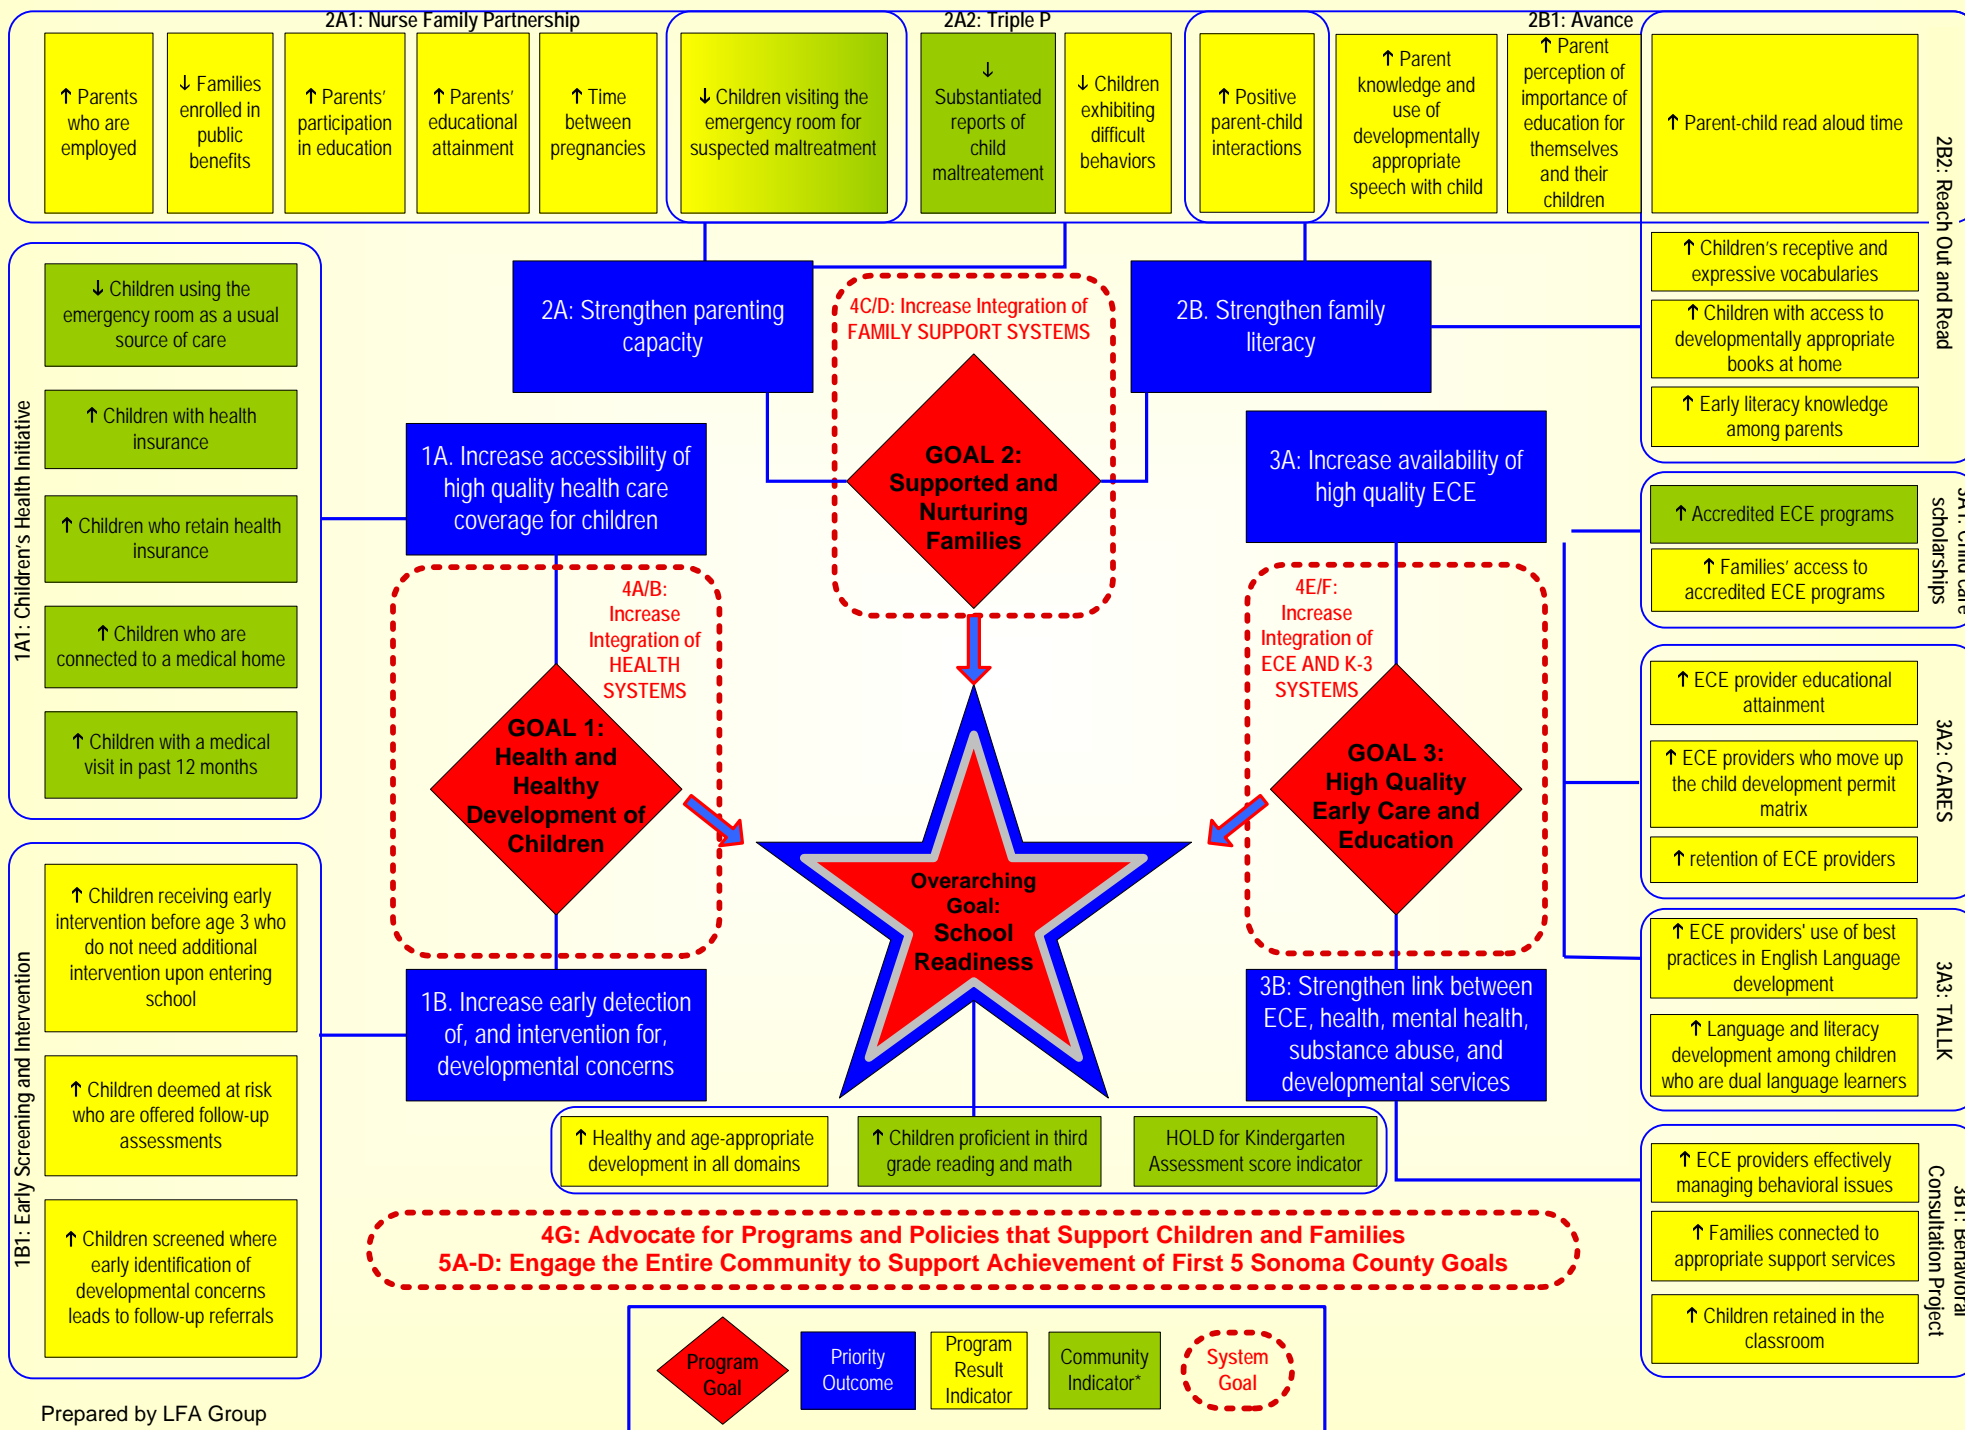 2A1: Nurse Family Partnership
2A2: Triple P
2B1: Avance
↑ Parents
who are
employed
↓ Families
enrolled in
public
benefits
↑ Parents'
participation
in education
↑ Parents'
educational
attainment
↑ Time
between
pregnancies
↓ Children visiting the
emergency room for
suspected maltreatment
↓
Substantiated
reports of
child
maltreatement
↓ Children
exhibiting
difficult
behaviors
↑ Positive
parent-child
interactions
↑ Parent
knowledge and
use of
developmentally
appropriate
speech with child
↑ Parent
perception of
importance of
education for
themselves
and their
children
↑ Parent-child read aloud time
2B2: Reach Out and Read
↑ Children's receptive and
expressive vocabularies
↑ Children with access to
developmentally appropriate
books at home
↑ Early literacy knowledge
among parents
1A1: Children's Health Initiative
↓ Children using the
emergency room as a usual
source of care
↑ Children with health
insurance
↑ Children who retain health
insurance
↑ Children who are
connected to a medical home
↑ Children with a medical
visit in past 12 months
2A: Strengthen parenting
capacity
4C/D: Increase Integration of
FAMILY SUPPORT SYSTEMS
2B. Strengthen family
literacy
1A. Increase accessibility of
high quality health care
coverage for children
GOAL 2:
Supported and
Nurturing
Families
3A: Increase availability of
high quality ECE
3A1: Child care
scholarships
↑ Accredited ECE programs
↑ Families' access to
accredited ECE programs
4A/B:
Increase
Integration of
HEALTH
SYSTEMS
GOAL 1:
Health and
Healthy
Development of
Children
4E/F:
Increase
Integration of
ECE AND K-3
SYSTEMS
GOAL 3:
High Quality
Early Care and
Education
3A2: CARES
↑ ECE provider educational
attainment
↑ ECE providers who move up
the child development permit
matrix
↑ retention of ECE providers
Overarching
Goal:
School
Readiness
1B1: Early Screening and Intervention
↑ Children receiving early
intervention before age 3 who
do not need additional
intervention upon entering
school
↑ Children deemed at risk
who are offered follow-up
assessments
↑ Children screened where
early identification of
developmental concerns
leads to follow-up referrals
1B. Increase early detection
of, and intervention for,
developmental concerns
3B: Strengthen link between
ECE, health, mental health,
substance abuse, and
developmental services
3A3: TALK
↑ ECE providers' use of best
practices in English Language
development
↑ Language and literacy
development among children
who are dual language learners
↑ Healthy and age-appropriate
development in all domains
↑ Children proficient in third
grade reading and math
HOLD for Kindergarten
Assessment score indicator
3B1: Behavioral
Consultation Project
↑ ECE providers effectively
managing behavioral issues
↑ Families connected to
appropriate support services
↑ Children retained in the
classroom
4G: Advocate for Programs and Policies that Support Children and Families
5A-D: Engage the Entire Community to Support Achievement of First 5 Sonoma County Goals
Program
Goal
Priority
Outcome
Program
Result
Indicator
Community
Indicator*
System
Goal
Prepared by LFA Group